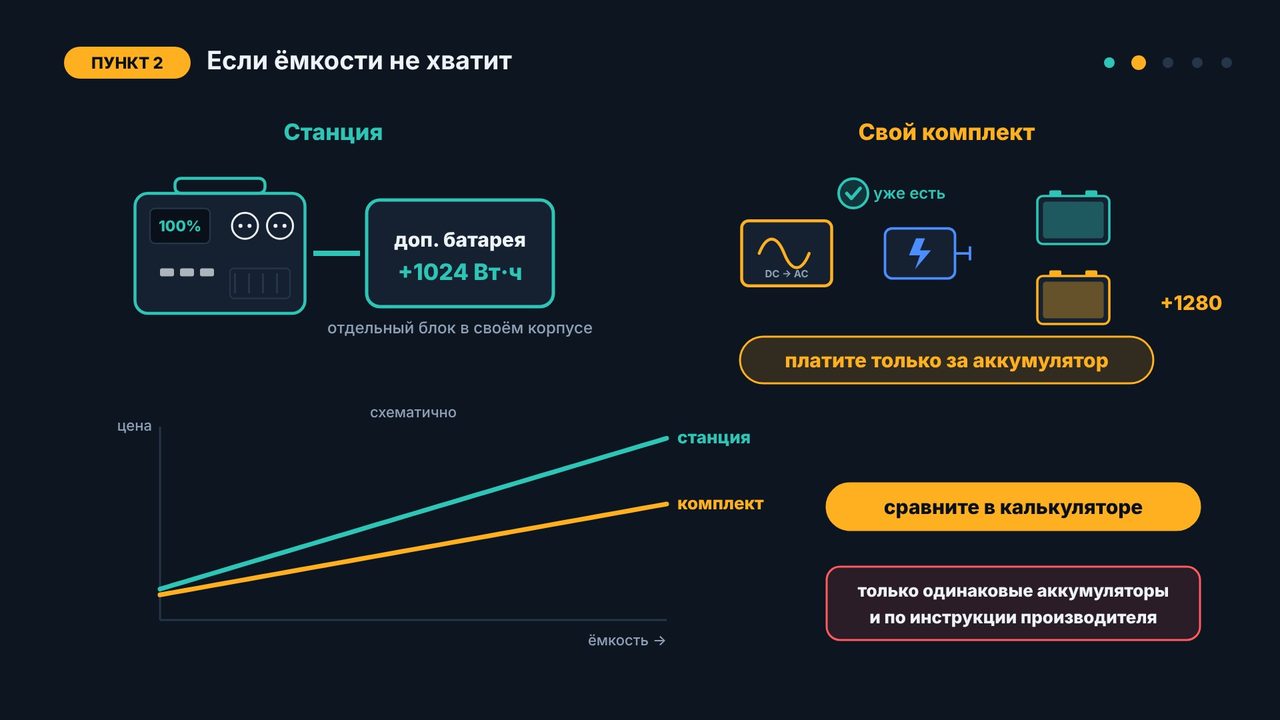 ПУНКТ 2
Если ёмкости не хватит
Станция
100%
доп. батарея
+1024 Вт·ч
отдельный блок в своём корпусе
Свой комплект
уже есть
DC → AC
+1280
платите только за аккумулятор
схематично
цена
станция
комплект
ёмкость →
сравните в калькуляторе
только одинаковые аккумуляторы
и по инструкции производителя